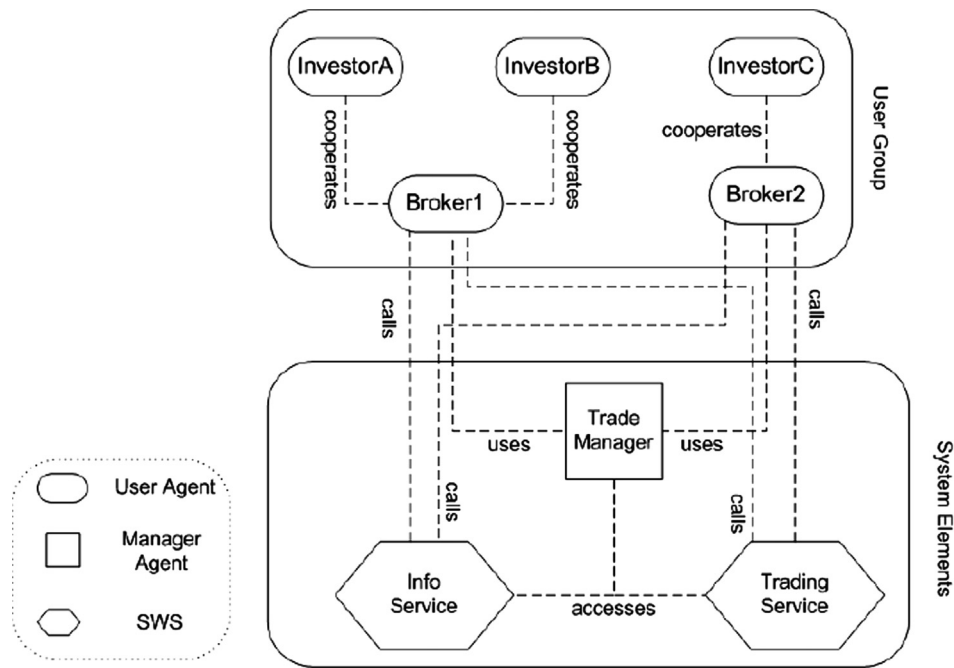 InvestorA
InvestorB
InvestorC
cooperates
cooperates
cooperates
User Group
Broker1
Broker2
calls
calls
Trade
Manager
uses
uses
System Elements
calls
calls
Info
Service
accesses
Trading
Service
User Agent
Manager
Agent
SWS